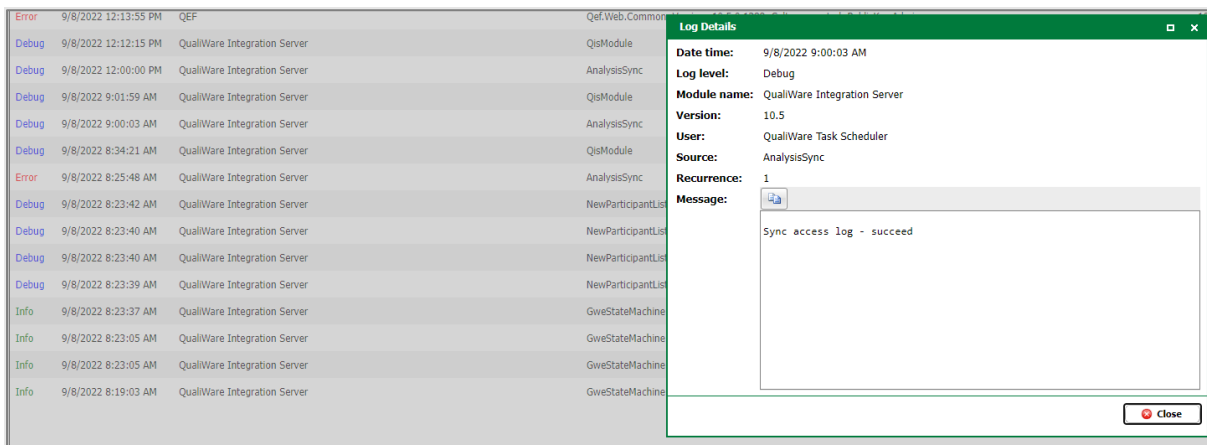 Error 9/8/2022 12:13:55 PM QEF Qef.Web.Common
Debug 9/8/2022 12:12:15 PM QualiWare Integration Server QisModule
Debug 9/8/2022 12:00:00 PM QualiWare Integration Server AnalysisSync
Debug 9/8/2022 9:01:59 AM QualiWare Integration Server QisModule
Debug 9/8/2022 9:00:03 AM QualiWare Integration Server AnalysisSync
Debug 9/8/2022 8:34:21 AM QualiWare Integration Server QisModule
Error 9/8/2022 8:25:48 AM QualiWare Integration Server AnalysisSync
Debug 9/8/2022 8:23:42 AM QualiWare Integration Server NewParticipantList
Debug 9/8/2022 8:23:40 AM QualiWare Integration Server NewParticipantList
Debug 9/8/2022 8:23:40 AM QualiWare Integration Server NewParticipantList
Debug 9/8/2022 8:23:39 AM QualiWare Integration Server NewParticipantList
Info 9/8/2022 8:23:37 AM QualiWare Integration Server GweStateMachine
Info 9/8/2022 8:23:05 AM QualiWare Integration Server GweStateMachine
Info 9/8/2022 8:23:05 AM QualiWare Integration Server GweStateMachine
Info 9/8/2022 8:19:03 AM QualiWare Integration Server GweStateMachine
Log Details
Date time: 9/8/2022 9:00:03 AM
Log level: Debug
Module name: QualiWare Integration Server
Version: 10.5
User: QualiWare Task Scheduler
Source: AnalysisSync
Recurrence: 1
Message:
Sync access log - succeed
Close